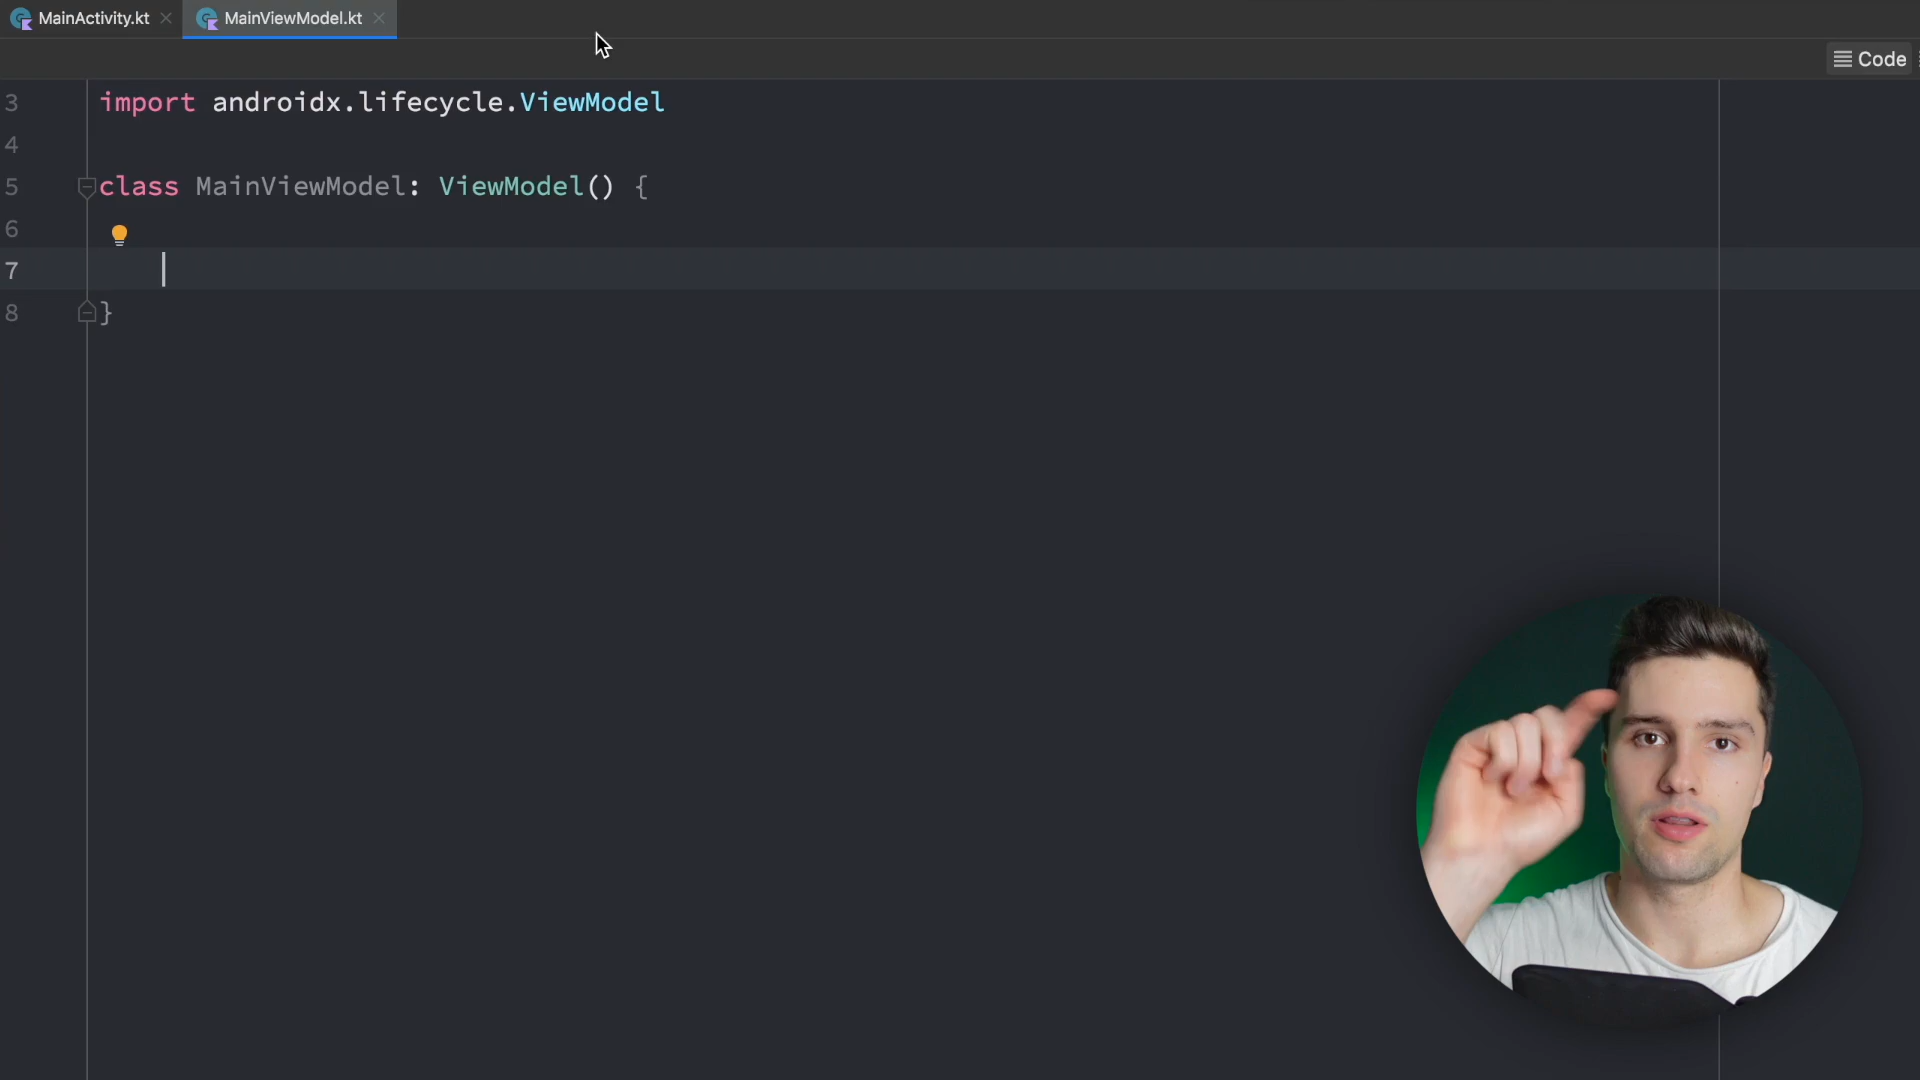 MainActivity.kt
MainViewModel.kt
Code
3 import androidx.lifecycle.ViewModel
4
5 class MainViewModel: ViewModel() {
6
7
8 }